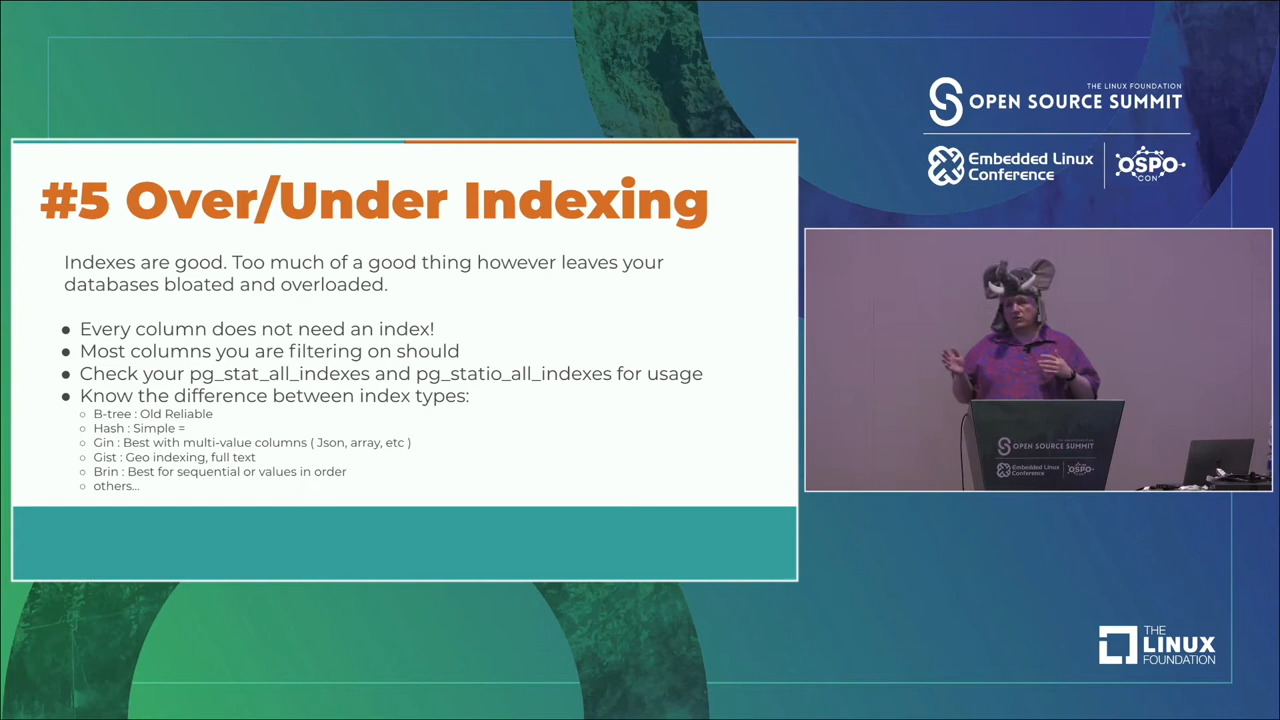 #5 Over/Under Indexing
Indexes are good. Too much of a good thing however leaves your
databases bloated and overloaded.
● Every column does not need an index!
● Most columns you are filtering on should
● Check your pg_stat_all_indexes and pg_statio_all_indexes for usage
● Know the difference between index types:
○ B-tree : Old Reliable
○ Hash : Simple =
○ Gin : Best with multi-value columns ( Json, array, etc )
○ Gist : Geo indexing, full text
○ Brin : Best for sequential or values in order
○ others...
THE LINUX FOUNDATION
OPEN SOURCE SUMMIT
Embedded Linux
Conference
OSPO
CON
OPEN SOURCE SUMMIT
Embedded Linux
Conference
OSPO
CON
THE
LINUX
FOUNDATION